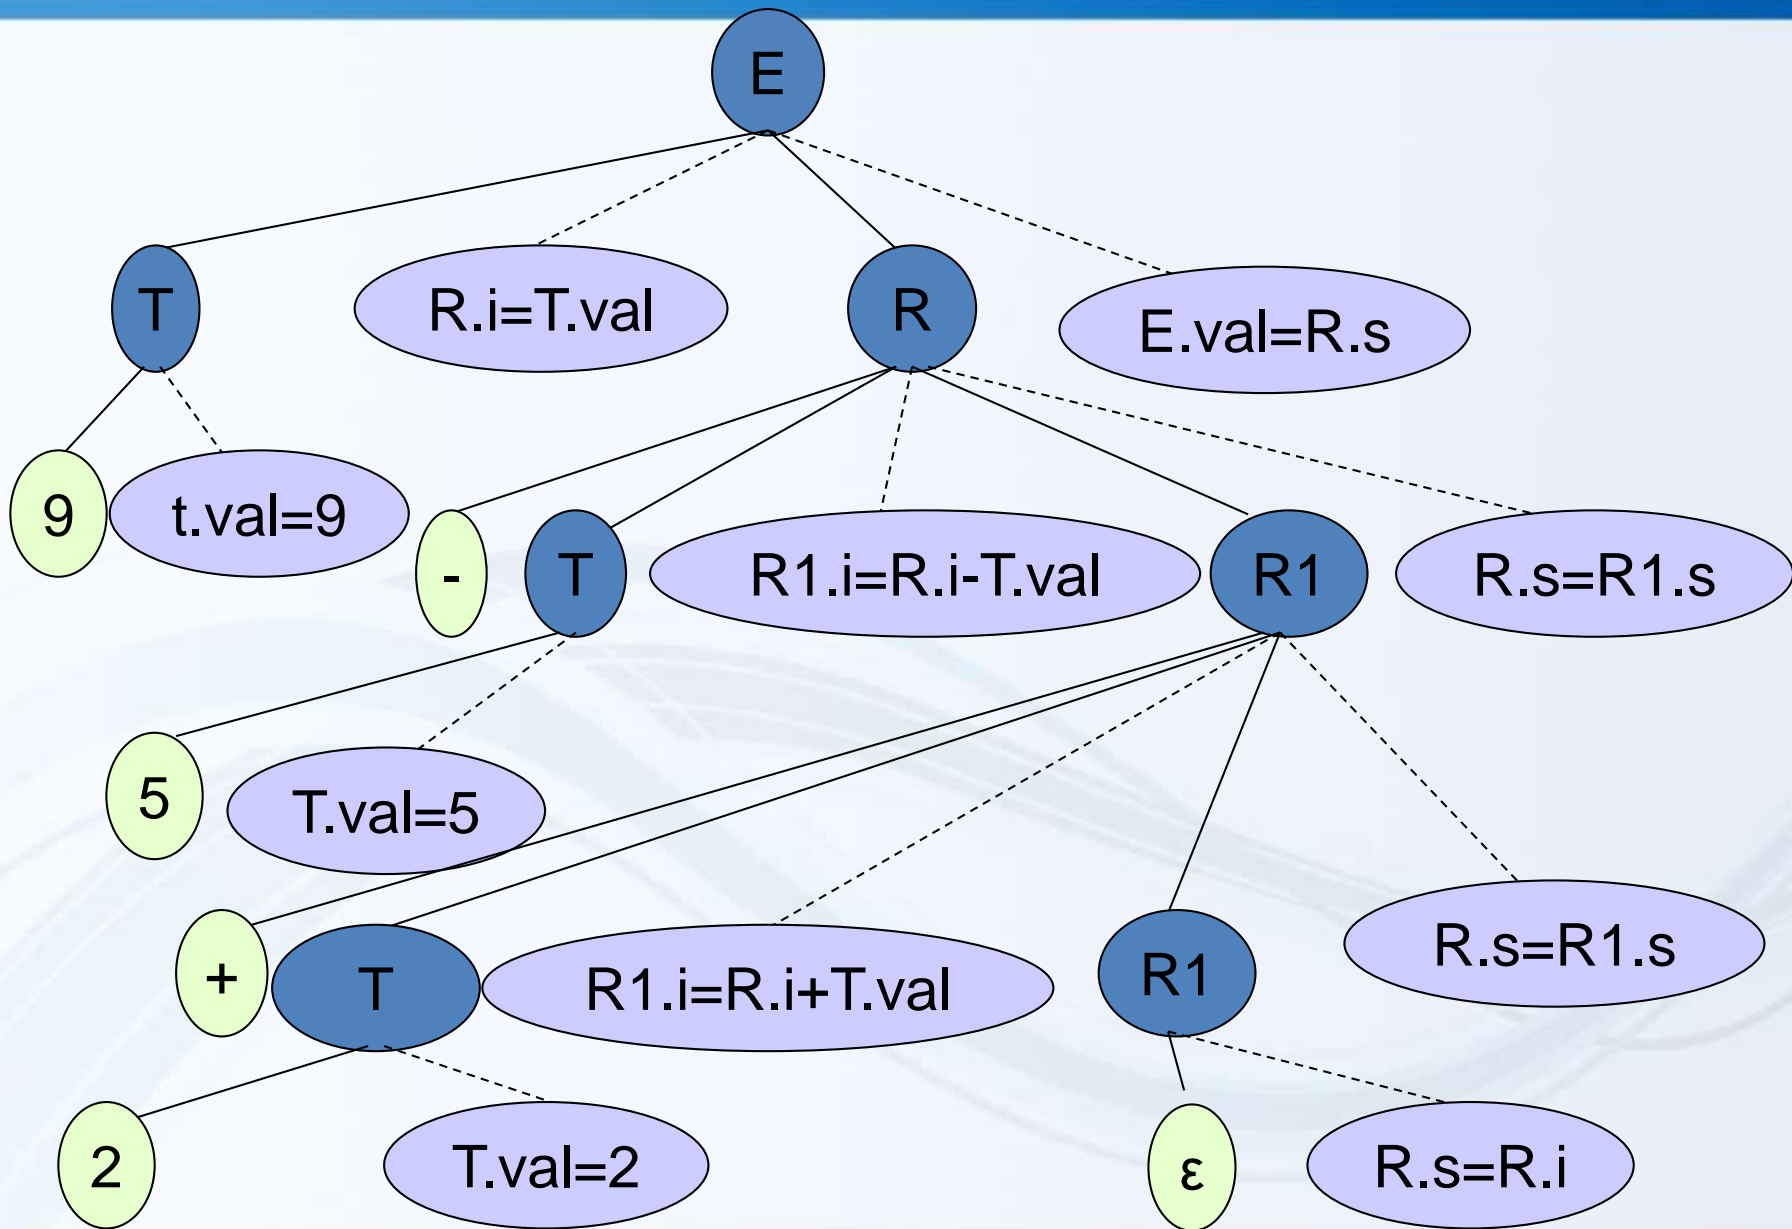 E
T
R.i=T.val
R
E.val=R.s
9
t.val=9
-
T
R1.i=R.i-T.val
R1
R.s=R1.s
5
T.val=5
+
T
R1.i=R.i+T.val
R1
R.s=R1.s
2
T.val=2
ε
R.s=R.i